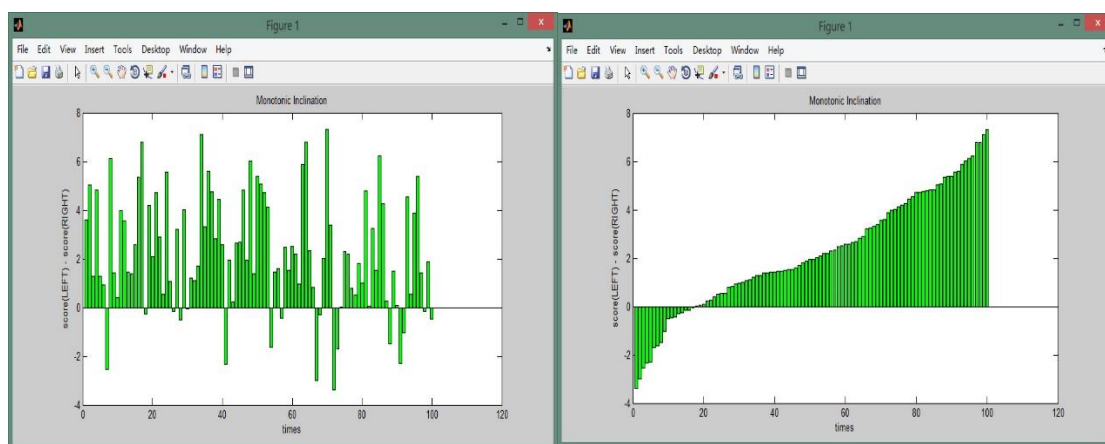 Figure 1
File Edit View Insert Tools Desktop Window Help
Monotonic Inclination
score(LEFT) - score(RIGHT)
8
6
4
2
0
-2
-4
0 20 40 60 80 100 120
times
Figure 1
File Edit View Insert Tools Desktop Window Help
Monotonic Inclination
score(LEFT) - score(RIGHT)
8
6
4
2
0
-2
-4
0 20 40 60 80 100 120
times